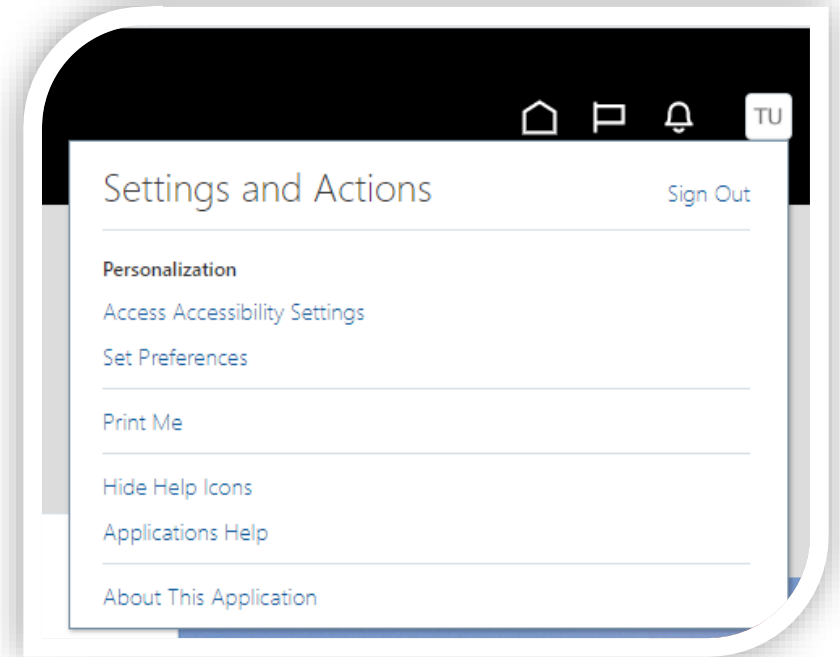 TU
Settings and Actions
Sign Out
Personalization
Access Accessibility Settings
Set Preferences
Print Me
Hide Help Icons
Applications Help
About This Application